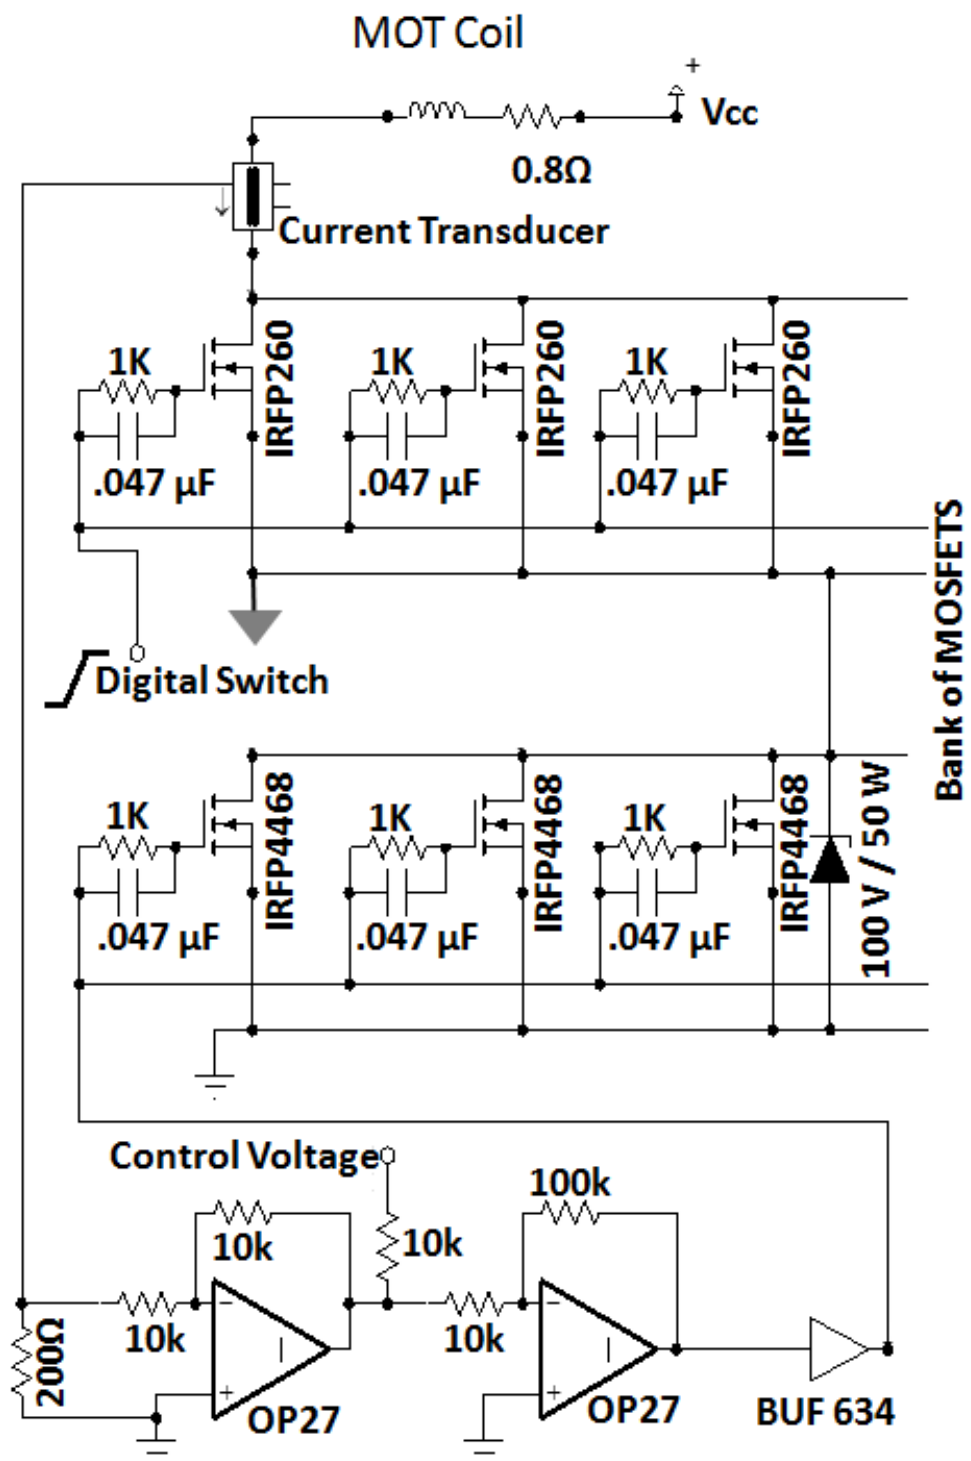 MOT Coil
+
Vcc
0.8Ω
Current Transducer
1K
IRFP260
1K
IRFP260
1K
IRFP260
.047 µF
.047 µF
.047 µF
Bank of MOSFETS
Digital Switch
1K
IRFP4468
1K
IRFP4468
1K
IRFP4468
100 V / 50 W
.047 µF
.047 µF
.047 µF
Control Voltage
100k
10k
10k
10k
10k
200Ω
OP27
OP27
BUF 634